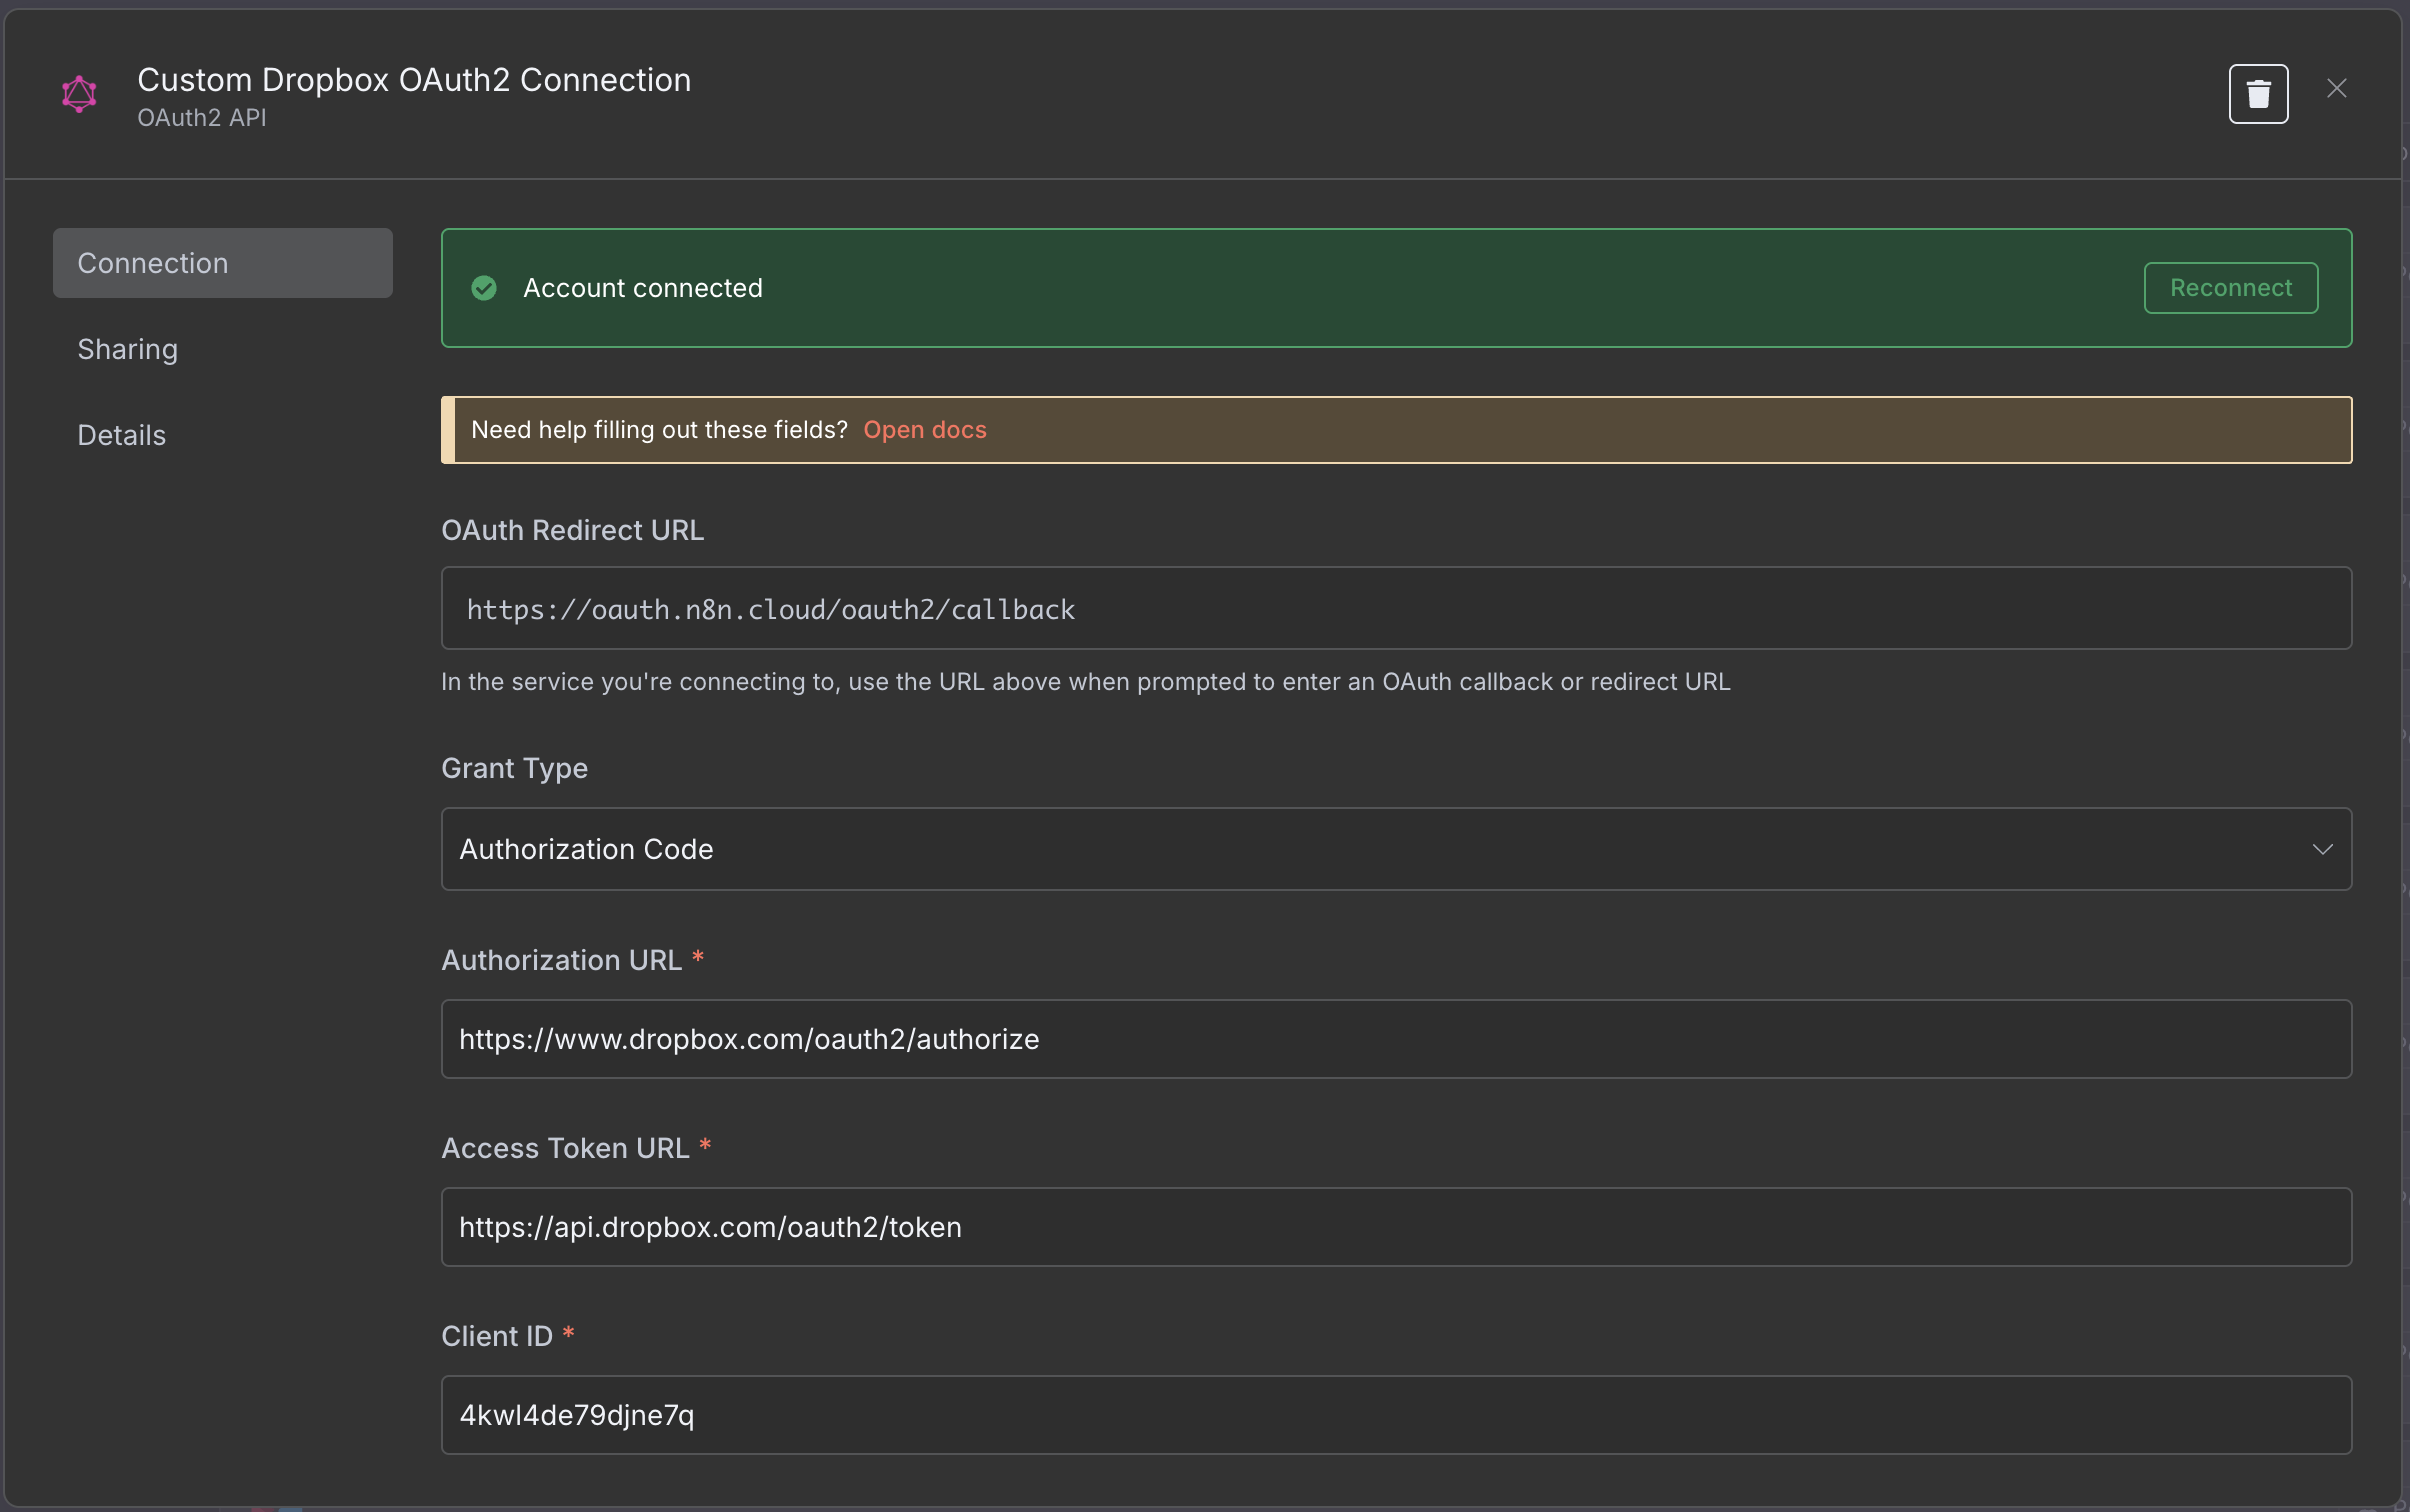 Custom Dropbox OAuth2 Connection
OAuth2 API
Connection
Sharing
Details
Account connected
Reconnect
Need help filling out these fields? Open docs
OAuth Redirect URL
https://oauth.n8n.cloud/oauth2/callback
In the service you're connecting to, use the URL above when prompted to enter an OAuth callback or redirect URL
Grant Type
Authorization Code
Authorization URL *
https://www.dropbox.com/oauth2/authorize
Access Token URL *
https://api.dropbox.com/oauth2/token
Client ID *
4kwl4de79djne7q